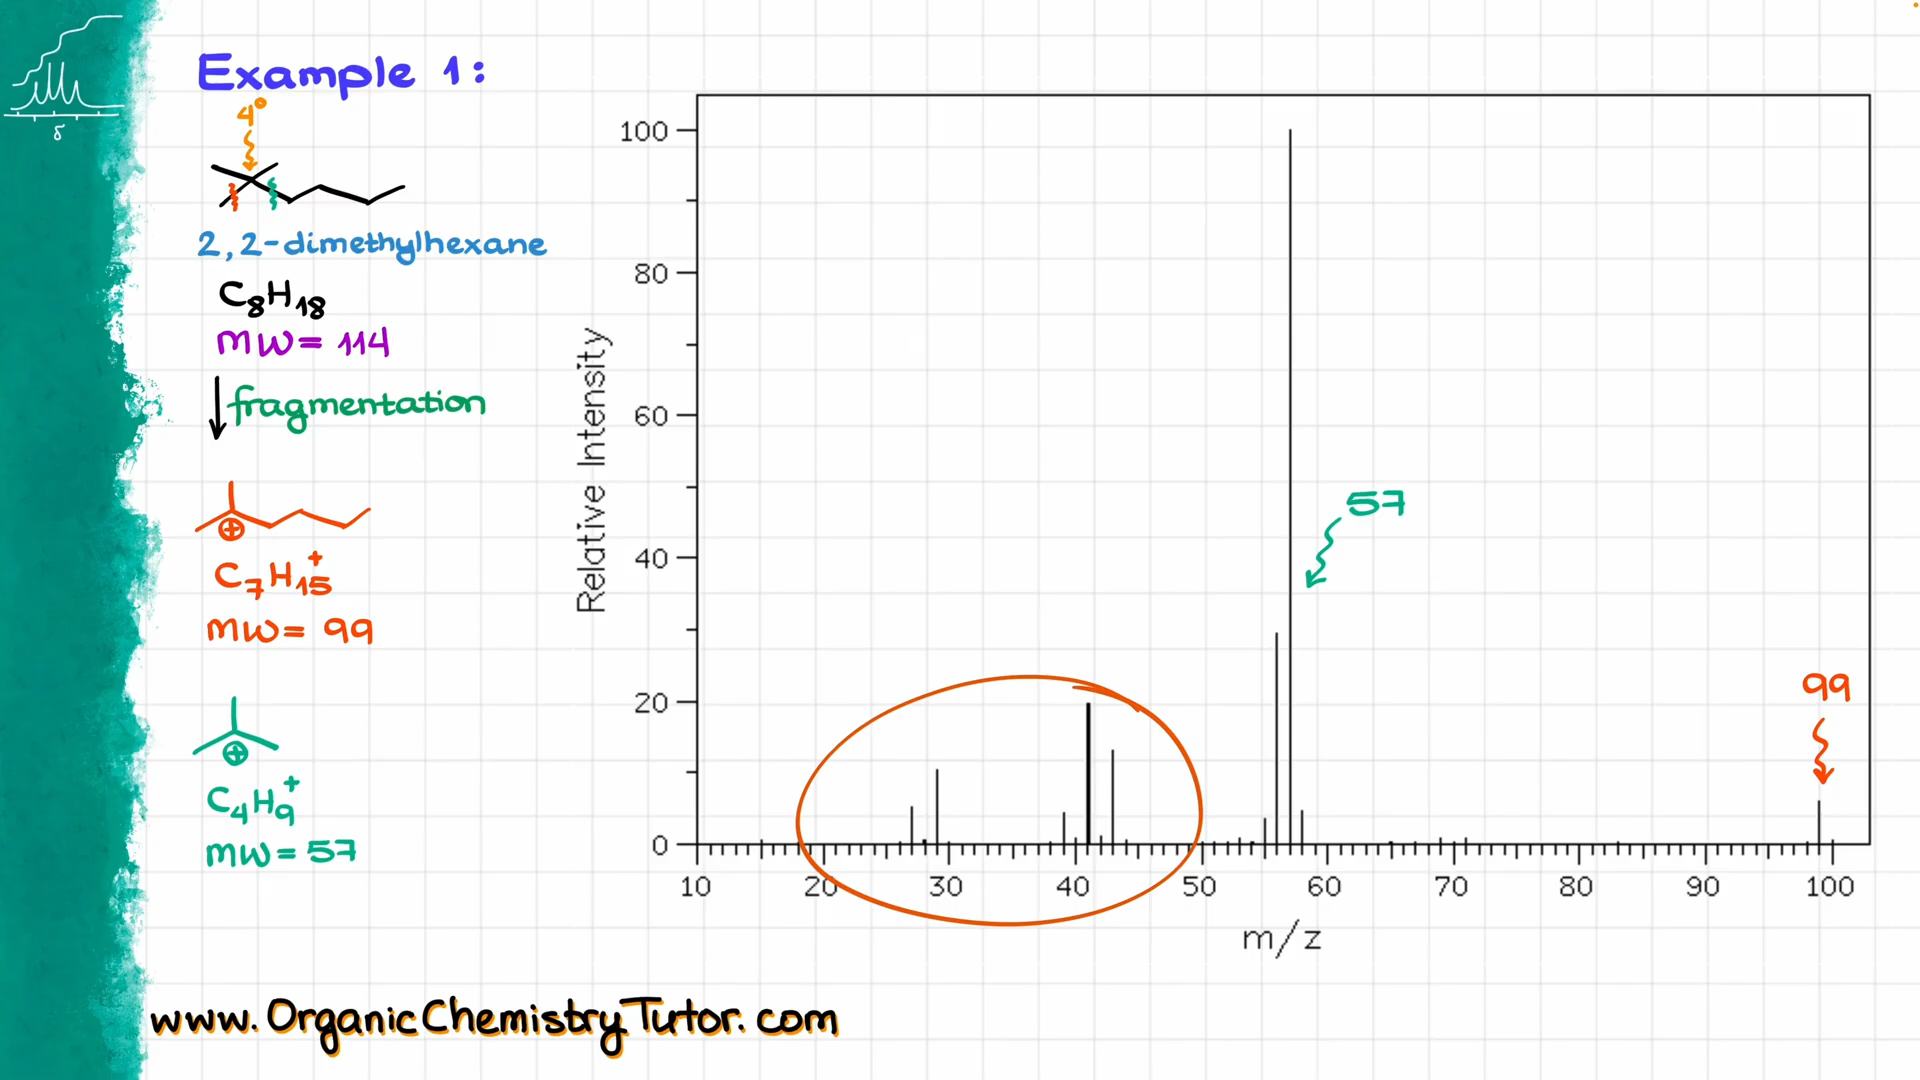 Example 1:
4°
2,2-dimethylhexane
C₈H₁₈
MW = 114
fragmentation
C₇H₁₅⁺
MW = 99
C₄H₉⁺
MW = 57
www.OrganicChemistryTutor.com
δ
Relative Intensity
100
80
60
40
20
0
57
99
10 20 30 40 50 60 70 80 90 100
m/z